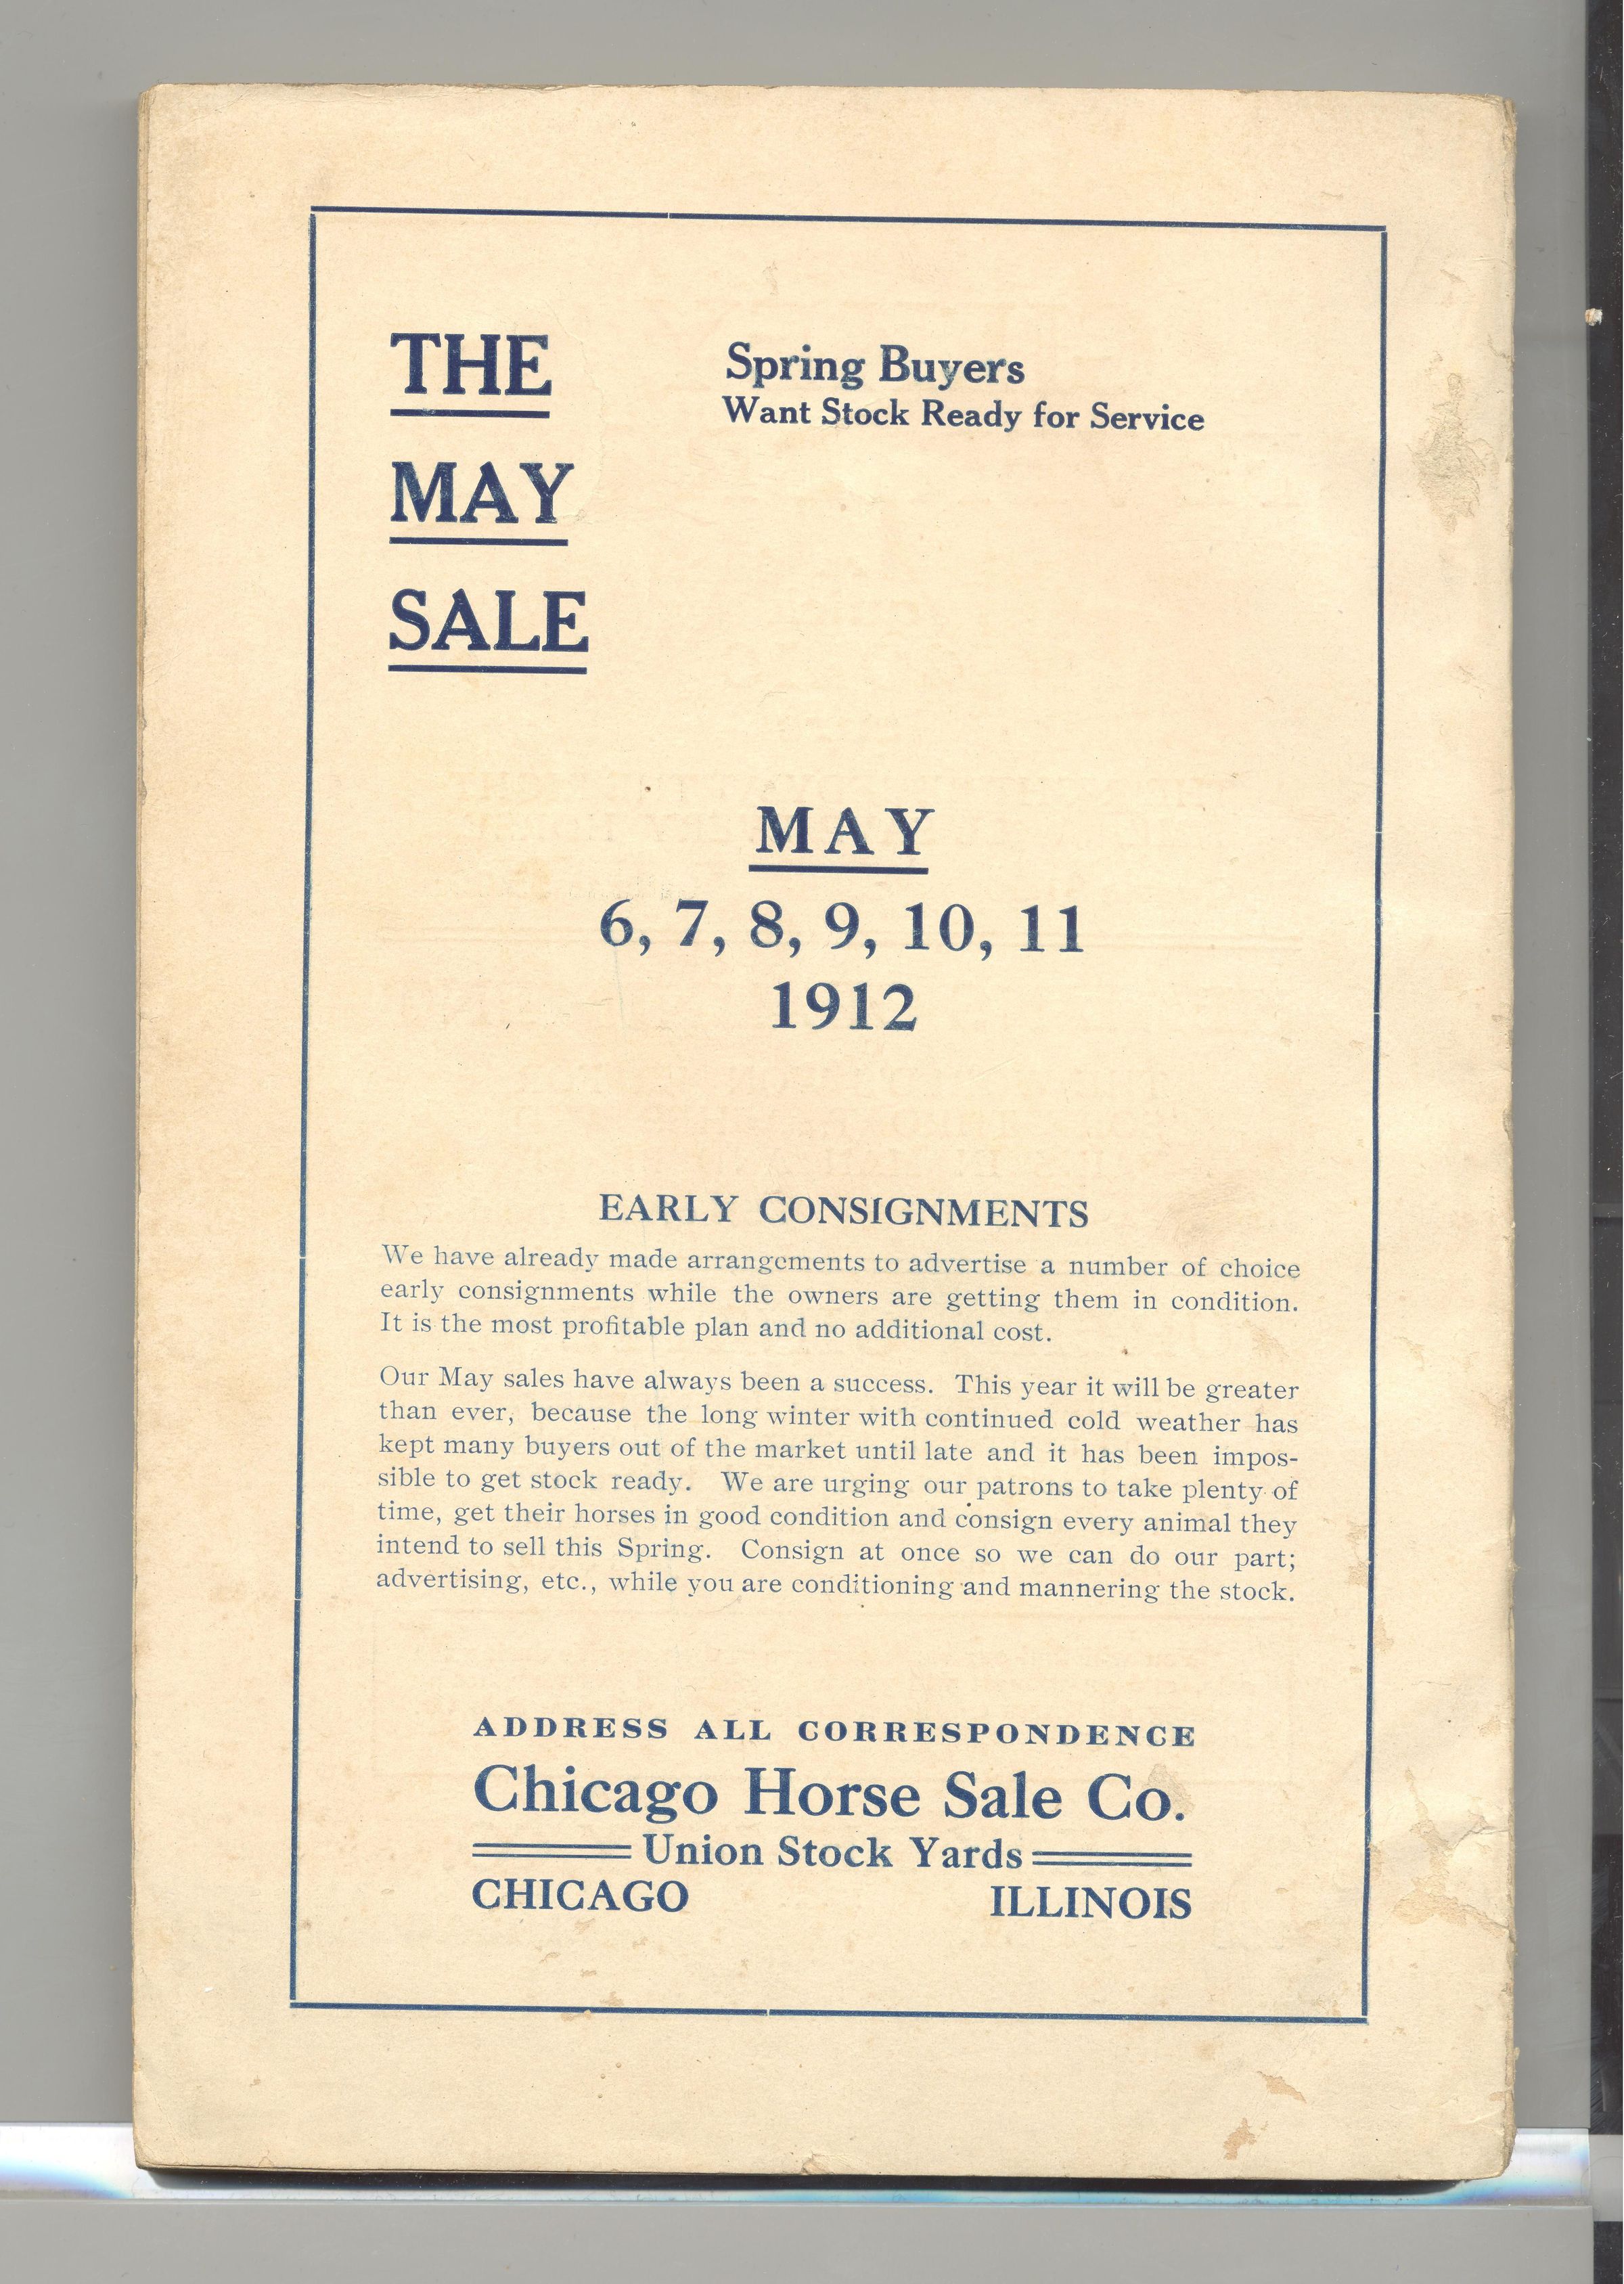 THE
MAY
SALE
Spring Buyers
Want Stock Ready for Service
MAY
6, 7, 8, 9, 10, 11
1912
EARLY CONSIGNMENTS
We have already made arrangements to advertise a number of choice
early consignments while the owners are getting them in condition.
It is the most profitable plan and no additional cost.
Our May sales have always been a success. This year it will be greater
than ever, because the long winter with continued cold weather has
kept many buyers out of the market until late and it has been impos-
sible to get stock ready. We are urging our patrons to take plenty of
time, get their horses in good condition and consign every animal they
intend to sell this Spring. Consign at once so we can do our part;
advertising, etc., while you are conditioning and mannering the stock.
ADDRESS ALL CORRESPONDENCE
Chicago Horse Sale Co.
Union Stock Yards
CHICAGO ILLINOIS